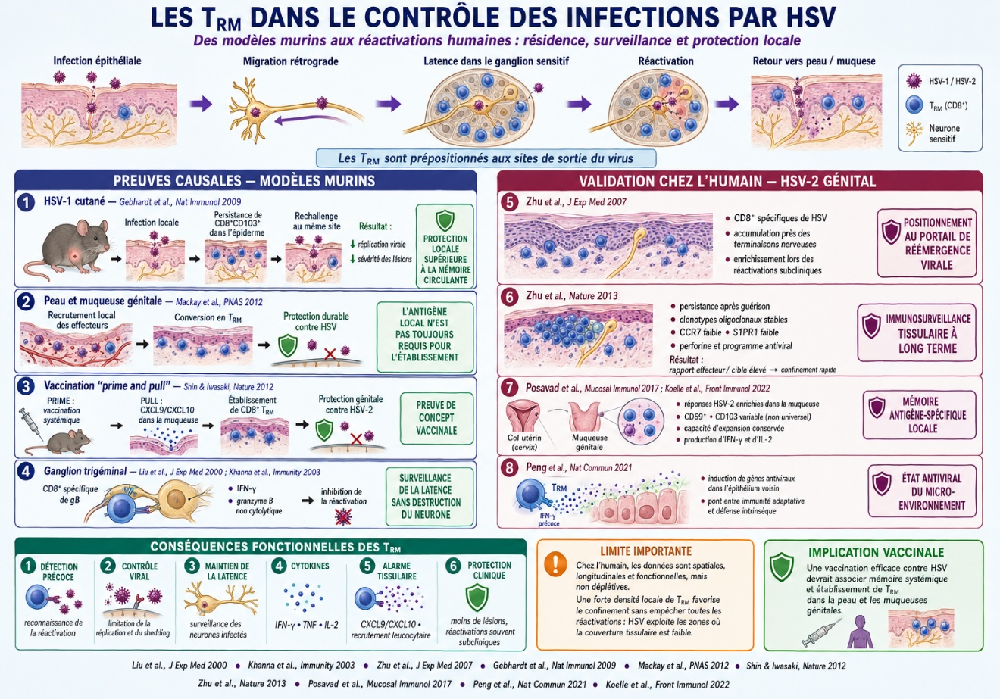 LES TRM DANS LE CONTRÔLE DES INFECTIONS PAR HSV
Des modèles murins aux réactivations humaines : résidence, surveillance et protection locale
Infection épithéliale
Migration rétrograde
Latence dans le ganglion sensitif
Réactivation
Retour vers peau / muquese
HSV-1 / HSV-2
TRM (CD8⁺)
Neurone
sensitif
Les TRM sont prépositionnés aux sites de sortie du virus
PREUVES CAUSALES — MODÈLES MURINS
1 HSV-1 cutané — Gebhardt et al., Nat Immunol 2009
Infection locale
Persistance de
CD8⁺CD103⁺
dans l'épiderme
Rechallenge
au même site
Résultat :
↓ réplication virale
↓ sévérité des lésions
PROTECTION
LOCALE
SUPÉRIEURE
À LA MÉMOIRE
CIRCULANTE
2 Peau et muqueuse génitale — Mackay et al., PNAS 2012
Recrutement local
des effecteurs
Conversion en TRM
Protection durable
contre HSV
L'ANTIGÈNE
LOCAL N'EST
PAS TOUJOURS
REQUIS POUR
L'ÉTABLISSEMENT
3 Vaccination “prime and pull” — Shin & Iwasaki, Nature 2012
PRIME :
vaccination
systémique
PULL :
CXCL9/CXCL10
dans la muqueuse
Établissement
de CD8⁺ TRM
Protection génitale
contre HSV-2
PREUVE DE
CONCEPT
VACCINALE
4 Ganglion trigéminal — Liu et al., J Exp Med 2000 ; Khanna et al., Immunity 2003
CD8⁺ spécifique
de gB
• IFN-γ
• granzyme B
non cytolytique
inhibition de
la réactivation
SURVEILLANCE
DE LA LATENCE
SANS DESTRUCTION
DU NEURONE
VALIDATION CHEZ L'HUMAIN — HSV-2 GÉNITAL
5 Zhu et al., J Exp Med 2007
• CD8⁺ spécifiques de HSV
• accumulation près des
terminaisons nerveuses
• enrichissement lors des
réactivations subcliniques
POSITIONNEMENT
AU PORTAIL DE
RÉÉMERGENCE
VIRALE
6 Zhu et al., Nature 2013
• persistance après guérison
• clonotypes oligoclonaux stables
• CCR7 faible • S1PR1 faible
• perforine et programme antiviral
Résultat :
rapport effecteur / cible élevé → confinement rapide
IMMUNOSURVEILLANCE
TISSULAIRE À
LONG TERME
7 Posavad et al., Mucosal Immunol 2017 ; Koelle et al., Front Immunol 2022
Col utérin
(cervix)
Muqueuse
génitale
• réponses HSV-2 enrichies dans la muqueuse
• CD69⁺ • CD103 variable (non universel)
• capacité d'expansion conservée
• production d'IFN-γ et d'IL-2
MÉMOIRE
ANTIGÈNE-SPÉCIFIQUE
LOCALE
8 Peng et al., Nat Commun 2021
TRM
IFN-γ
précoce
• induction de gènes antiviraux
dans l'épithélium voisin
• pont entre immunité adaptative
et défense intrinsèque
ÉTAT ANTIVIRAL
DU MICRO-
ENVIRONNEMENT
CONSÉQUENCES FONCTIONNELLES DES TRM
1 DÉTECTION
PRÉCOCE
reconnaissance de
la réactivation
2 CONTRÔLE
VIRAL
limitation de la
réplication et du shedding
3 MAINTIEN DE
LA LATENCE
surveillance des
neurones infectés
4 CYTOKINES
IFN-γ • TNF • IL-2
5 ALARME
TISSULAIRE
CXCL9/CXCL10 •
recrutement leucocytaire
6 PROTECTION
CLINIQUE
moins de lésions,
réactivations souvent
subcliniques
!
LIMITE IMPORTANTE
Chez l'humain, les données sont spatiales,
longitudinales et fonctionnelles, mais
non déplétives.
Une forte densité locale de TRM favorise
le confinement sans empêcher toutes les
réactivations : HSV exploite les zones où
la couverture tissulaire est faible.
IMPLICATION VACCINALE
Une vaccination efficace contre HSV
devrait associer mémoire systémique
et établissement de TRM
dans la peau et les muqueuses
génitales.
Liu et al., J Exp Med 2000 • Khanna et al., Immunity 2003 • Zhu et al., J Exp Med 2007 • Gebhardt et al., Nat Immunol 2009 • Mackay et al., PNAS 2012 • Shin & Iwasaki, Nature 2012
Zhu et al., Nature 2013 • Posavad et al., Mucosal Immunol 2017 • Peng et al., Nat Commun 2021 • Koelle et al., Front Immunol 2022